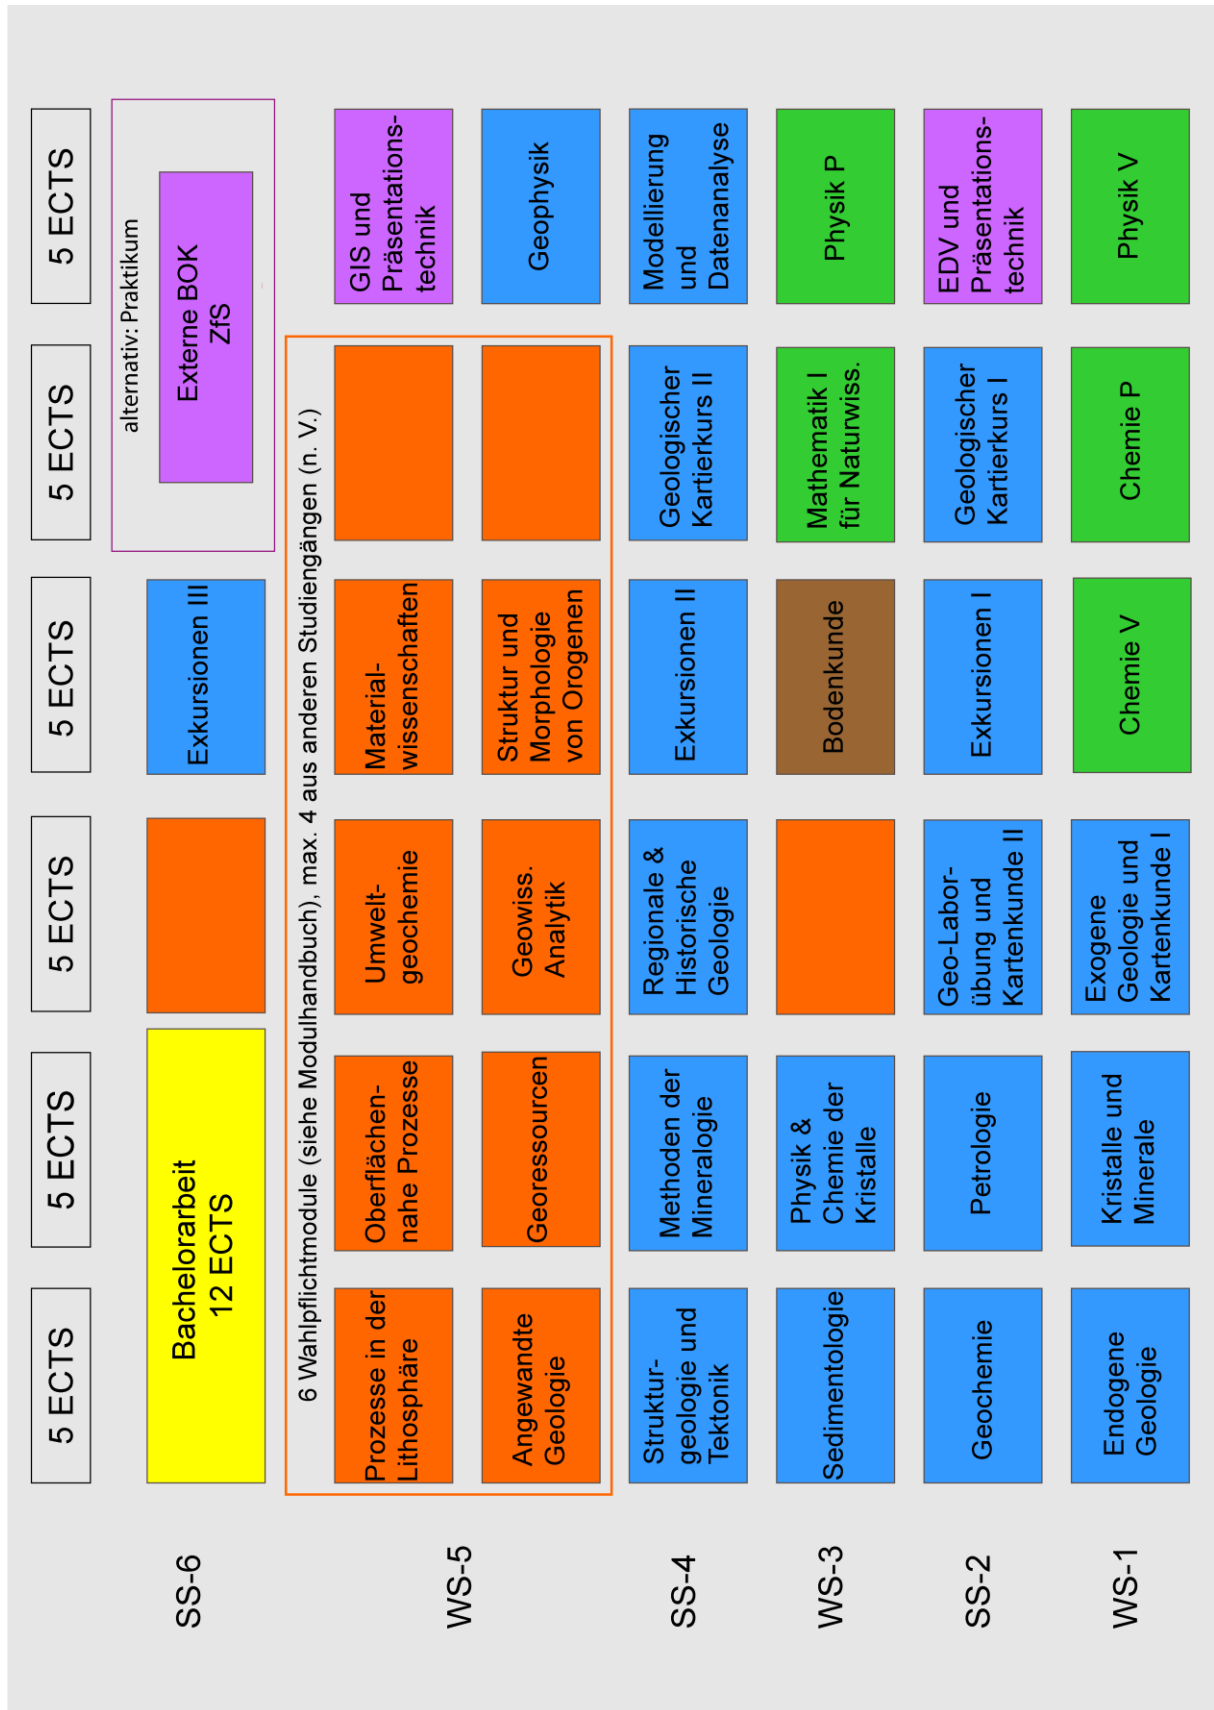 5 ECTS
5 ECTS
5 ECTS
5 ECTS
5 ECTS
5 ECTS
SS-6
Bachelorarbeit
12 ECTS
Exkursionen III
alternativ: Praktikum
Externe BOK
ZfS
WS-5
6 Wahlpflichtmodule (siehe Modulhandbuch), max. 4 aus anderen Studiengängen (n. V.)
Prozesse in der
Lithosphäre
Oberflächen-
nahe Prozesse
Umwelt-
geochemie
Material-
wissenschaften
GIS und
Präsentations-
technik
Angewandte
Geologie
Georessourcen
Geowiss.
Analytik
Struktur und
Morphologie
von Orogenen
Geophysik
SS-4
Struktur-
geologie und
Tektonik
Methoden der
Mineralogie
Regionale &
Historische
Geologie
Exkursionen II
Geologischer
Kartierkurs II
Modellierung
und
Datenanalyse
WS-3
Sedimentologie
Physik &
Chemie der
Kristalle
Bodenkunde
Mathematik I
für Naturwiss.
Physik P
SS-2
Geochemie
Petrologie
Geo-Labor-
übung und
Kartenkunde II
Exkursionen I
Geologischer
Kartierkurs I
EDV und
Präsentations-
technik
WS-1
Endogene
Geologie
Kristalle und
Minerale
Exogene
Geologie und
Kartenkunde I
Chemie V
Chemie P
Physik V